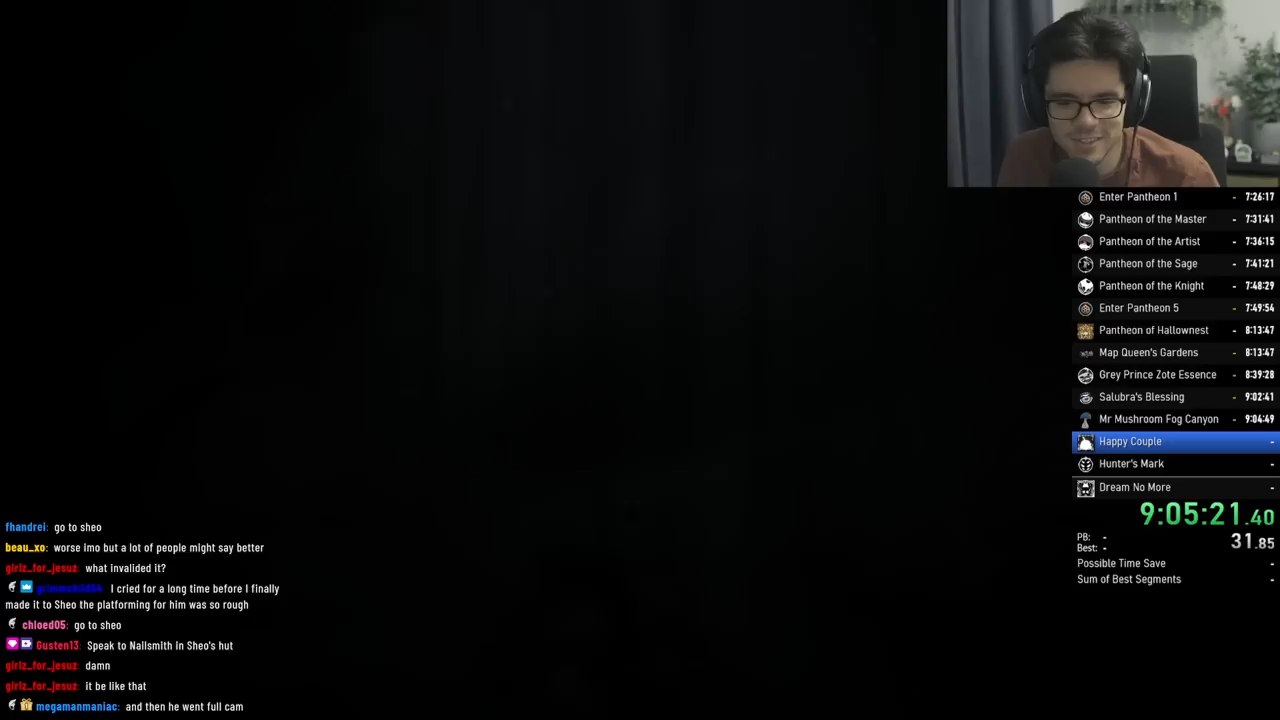 Enter Pantheon 1 - 7:26:17
Pantheon of the Master - 7:31:41
Pantheon of the Artist - 7:36:15
Pantheon of the Sage - 7:41:21
Pantheon of the Knight - 7:48:29
Enter Pantheon 5 - 7:49:54
Pantheon of Hallownest - 8:13:47
Map Queen's Gardens - 8:13:47
Grey Prince Zote Essence - 8:39:28
Salubra's Blessing - 9:02:41
Mr Mushroom Fog Canyon - 9:04:49
Happy Couple -
Hunter's Mark -
Dream No More -
9:05:21.40
PB: - 31.85
Best: -
Possible Time Save -
Sum of Best Segments -
fhandrei: go to sheo
beau_xo: worse imo but a lot of people might say better
girlz_for_jesuz: what invalided it?
I cried for a long time before I finally
made it to Sheo the platforming for him was so rough
chloed05: go to sheo
Gusten13: Speak to Nailsmith in Sheo's hut
girlz_for_jesuz: damn
girlz_for_jesuz: it be like that
megamanmaniac: and then he went full cam